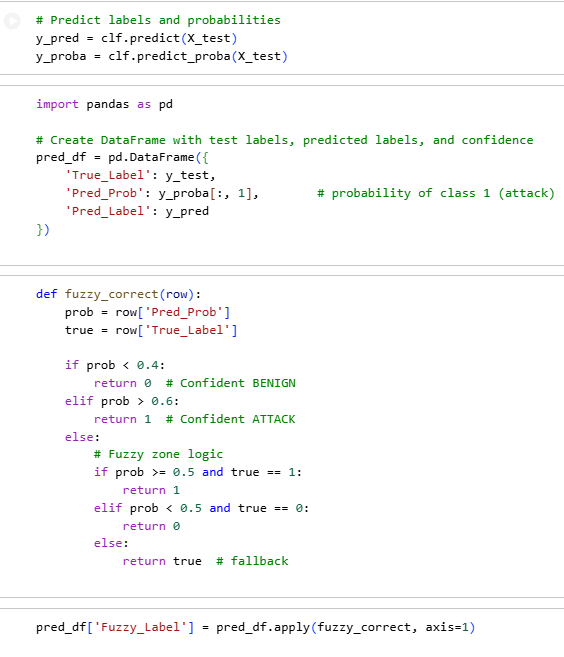 # Predict labels and probabilities
y_pred = clf.predict(X_test)
y_proba = clf.predict_proba(X_test)
import pandas as pd
# Create DataFrame with test labels, predicted labels, and confidence
pred_df = pd.DataFrame({
    'True_Label': y_test,
    'Pred_Prob': y_proba[:, 1],        # probability of class 1 (attack)
    'Pred_Label': y_pred
})
def fuzzy_correct(row):
    prob = row['Pred_Prob']
    true = row['True_Label']
    if prob < 0.4:
        return 0  # Confident BENIGN
    elif prob > 0.6:
        return 1  # Confident ATTACK
    else:
        # Fuzzy zone logic
        if prob >= 0.5 and true == 1:
            return 1
        elif prob < 0.5 and true == 0:
            return 0
        else:
            return true  # fallback
pred_df['Fuzzy_Label'] = pred_df.apply(fuzzy_correct, axis=1)